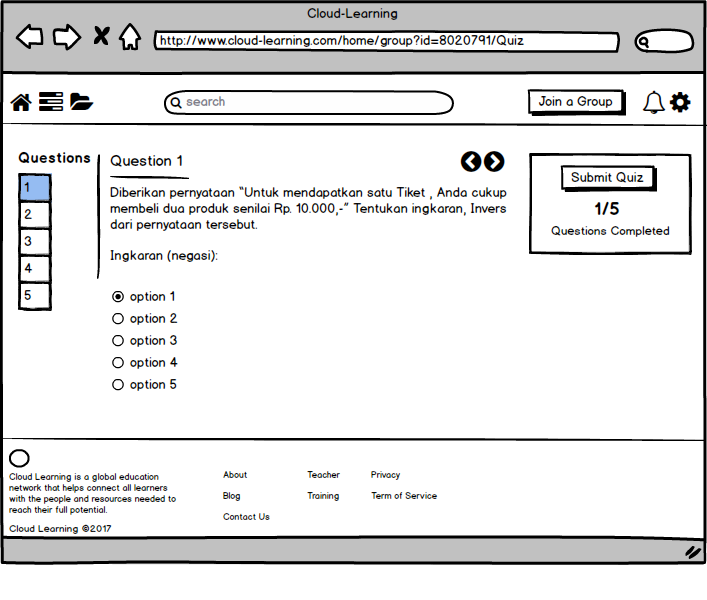 Cloud-Learning
http://www.cloud-learning.com/home/group?id=8020791/Quiz
search
Join a Group
Questions
1
2
3
4
5
Question 1
Diberikan pernyataan "Untuk mendapatkan satu Tiket , Anda cukup
membeli dua produk senilai Rp. 10.000,-" Tentukan ingkaran, Invers
dari pernyataan tersebut.
Ingkaran (negasi):
option 1
option 2
option 3
option 4
option 5
Submit Quiz
1/5
Questions Completed
Cloud Learning is a global education
network that helps connect all learners
with the people and resources needed to
reach their full potential.
Cloud Learning ©2017
About
Blog
Contact Us
Teacher
Training
Privacy
Term of Service